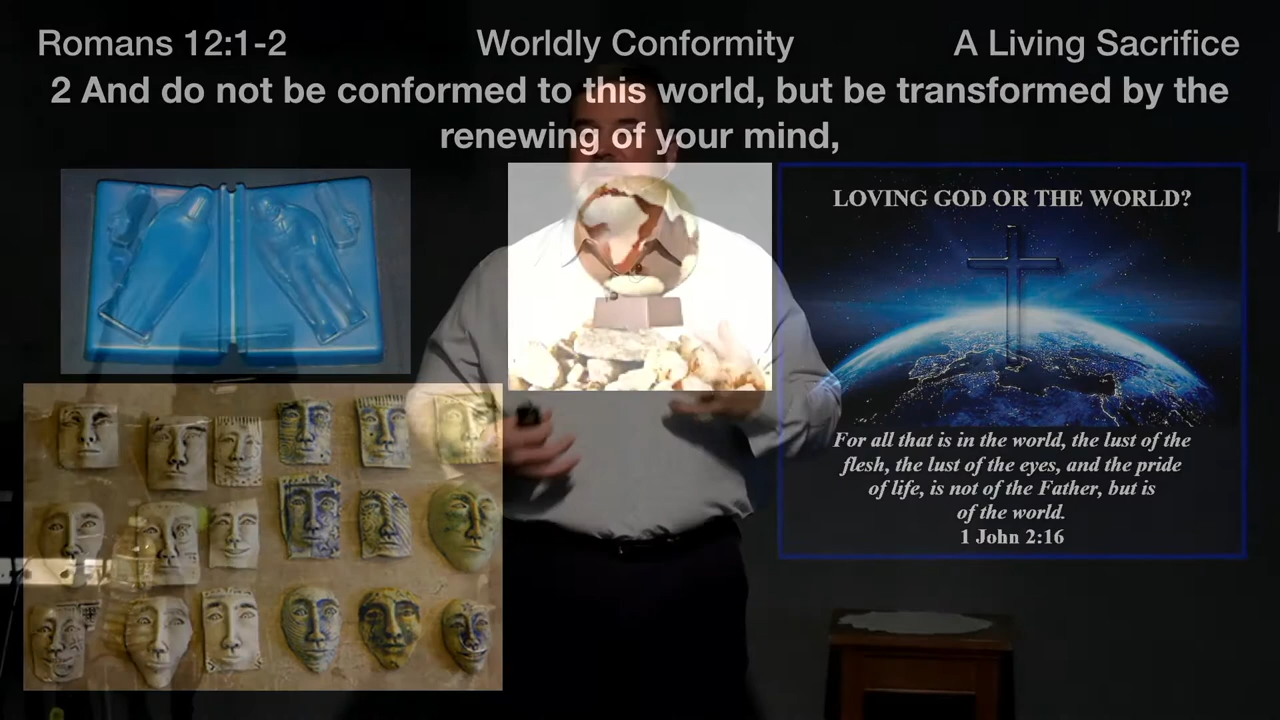 Romans 12:1-2
Worldly Conformity
A Living Sacrifice
2 And do not be conformed to this world, but be transformed by the
renewing of your mind,
LOVING GOD OR THE WORLD?
For all that is in the world, the lust of the
flesh, the lust of the eyes, and the pride
of life, is not of the Father, but is
of the world.
1 John 2:16